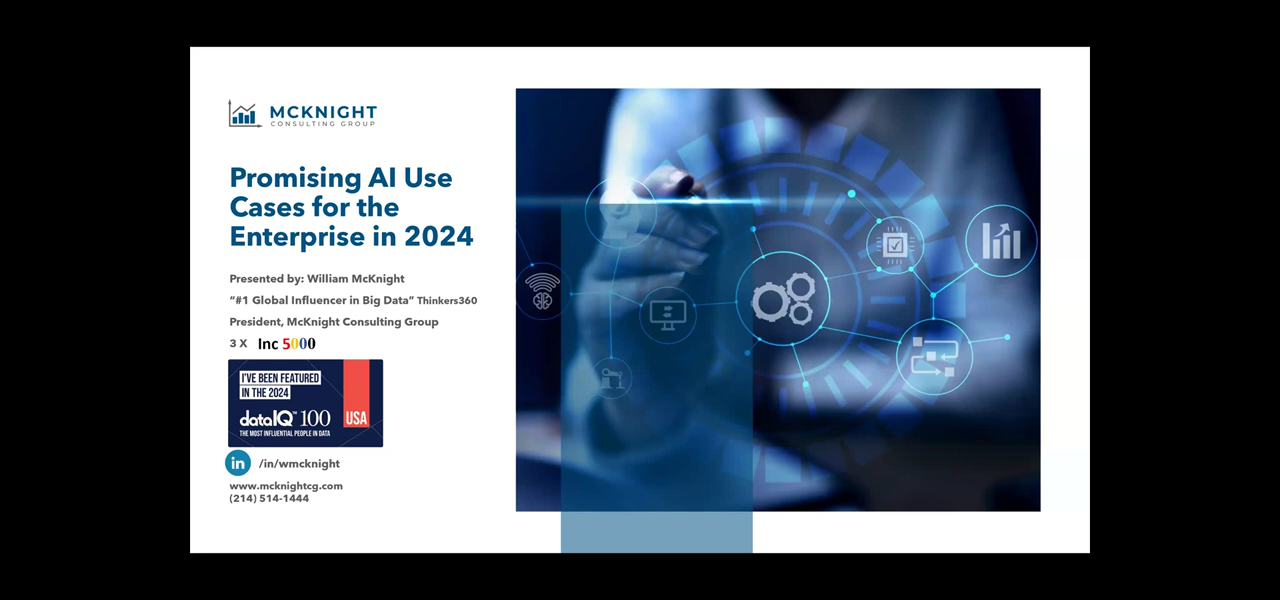 MCKNIGHT
CONSULTING GROUP
Promising AI Use
Cases for the
Enterprise in 2024
Presented by: William McKnight
“#1 Global Influencer in Big Data” Thinkers360
President, McKnight Consulting Group
3 X Inc 5000
I'VE BEEN FEATURED
IN THE 2024
dataIQ™ 100 USA
THE MOST INFLUENTIAL PEOPLE IN DATA
in /in/wmcknight
www.mcknightcg.com
(214) 514-1444